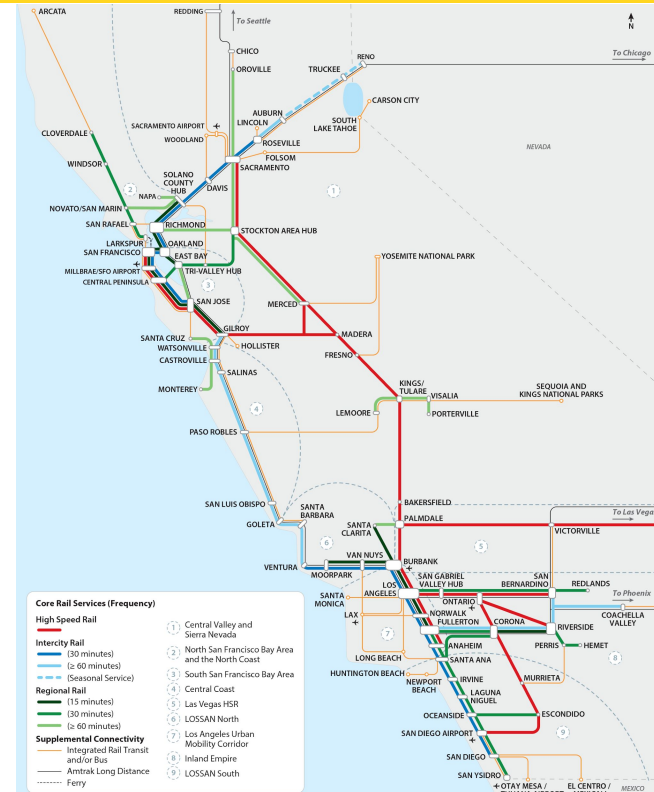 ARCATA
REDDING
To Seattle
N
CHICO
OROVILLE
RENO
To Chicago
TRUCKEE
CARSON CITY
AUBURN
LINCOLN
SOUTH
LAKE TAHOE
SACRAMENTO AIRPORT
WOODLAND
CLOVERDALE
ROSEVILLE
NEVADA
FOLSOM
WINDSOR
SACRAMENTO
SOLANO
COUNTY
HUB
DAVIS
1
2
NAPA
NOVATO/SAN MARIN
SAN RAFAEL
RICHMOND
STOCKTON AREA HUB
LARKSPUR
OAKLAND
SAN FRANCISCO
EAST BAY
YOSEMITE NATIONAL PARK
MILLBRAE/SFO AIRPORT
TRI-VALLEY HUB
CENTRAL PENINSULA
3
SAN JOSE
MERCED
GILROY
MADERA
SANTA CRUZ
HOLLISTER
WATSONVILLE
FRESNO
CASTROVILLE
SALINAS
KINGS/
TULARE
VISALIA
SEQUOIA AND
KINGS NATIONAL PARKS
MONTEREY
4
LEMOORE
PORTERVILLE
PASO ROBLES
SAN LUIS OBISPO
BAKERSFIELD
SANTA
BARBARA
To Las Vegas
GOLETA
SANTA
CLARITA
PALMDALE
VICTORVILLE
6
5
VAN NUYS
BURBANK
VENTURA
MOORPARK
LOS
ANGELES
SAN GABRIEL
VALLEY HUB
SAN
BERNARDINO
REDLANDS
SANTA
MONICA
ONTARIO
To Phoenix
LAX
NORWALK
FULLERTON
CORONA
COACHELLA
VALLEY
7
RIVERSIDE
ANAHEIM
PERRIS
HEMET
8
LONG BEACH
SANTA ANA
HUNTINGTON BEACH
NEWPORT
BEACH
IRVINE
MURRIETA
LAGUNA
NIGUEL
OCEANSIDE
ESCONDIDO
SAN DIEGO AIRPORT
9
SAN DIEGO
SAN YSIDRO
OTAY MESA /
EL CENTRO /
MEXICO
Core Rail Services (Frequency)
High Speed Rail
Intercity Rail
(30 minutes)
(≥ 60 minutes)
(Seasonal Service)
Regional Rail
(15 minutes)
(30 minutes)
(≥ 60 minutes)
Supplemental Connectivity
Integrated Rail Transit
and/or Bus
Amtrak Long Distance
Ferry
1 Central Valley and
Sierra Nevada
2 North San Francisco Bay Area
and the North Coast
3 South San Francisco Bay Area
4 Central Coast
5 Las Vegas HSR
6 LOSSAN North
7 Los Angeles Urban
Mobility Corridor
8 Inland Empire
9 LOSSAN South